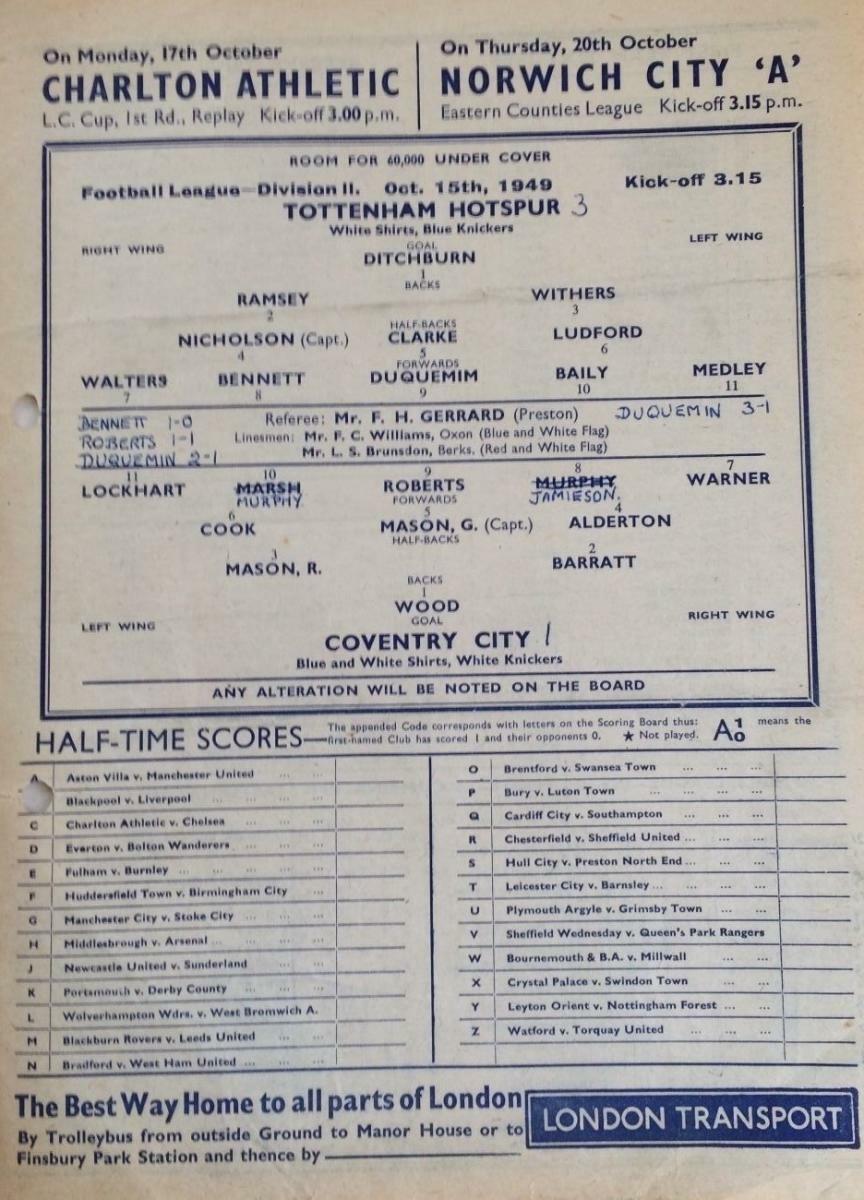 On Monday, 17th October
CHARLTON ATHLETIC
L.C. Cup, 1st Rd., Replay Kick-off 3.00 p.m.
On Thursday, 20th October
NORWICH CITY 'A'
Eastern Counties League Kick-off 3.15 p.m.
ROOM FOR 60,000 UNDER COVER
Football League—Division II. Oct. 15th, 1949 Kick-off 3.15
TOTTENHAM HOTSPUR 3
White Shirts, Blue Knickers
RIGHT WING LEFT WING
GOAL
DITCHBURN
1
BACKS
RAMSEY WITHERS
2 3
HALF-BACKS
NICHOLSON (Capt.) CLARKE LUDFORD
4 5 6
FORWARDS
WALTERS BENNETT DUQUEMIM BAILY MEDLEY
7 8 9 10 11
BENNETT 1-0 Referee: Mr. F. H. GERRARD (Preston) DUQUEMIN 3-1
ROBERTS 1-1 Linesmen: Mr. F. C. Williams, Oxon (Blue and White Flag)
DUQUEMIN 2-1 Mr. L. S. Brunsdon, Berks. (Red and White Flag)
11 10 9 8 7
LOCKHART MARSH ROBERTS MURPHY WARNER
MURPHY FORWARDS JAMIESON.
6 5 4
COOK MASON, G. (Capt.) ALDERTON
HALF-BACKS
3 2
MASON, R. BARRATT
BACKS
1
WOOD
GOAL
LEFT WING RIGHT WING
COVENTRY CITY 1
Blue and White Shirts, White Knickers
ANY ALTERATION WILL BE NOTED ON THE BOARD
HALF-TIME SCORES—The appended Code corresponds with letters on the Scoring Board thus: A 1 0 means the
first-named Club has scored 1 and their opponents 0. ★ Not played.
A Aston Villa v. Manchester United ... ...
Blackpool v. Liverpool ... ... ...
C Charlton Athletic v. Chelsea ... ...
D Everton v. Bolton Wanderers ... ...
E Fulham v. Burnley ... ... ... ...
F Huddersfield Town v. Birmingham City ...
G Manchester City v. Stoke City ... ...
H Middlesbrough v. Arsenal ... ... ...
J Newcastle United v. Sunderland ... ...
K Portsmouth v. Derby County ... ...
L Wolverhampton Wdrs. v. West Bromwich A.
M Blackburn Rovers v. Leeds United ... ...
N Bradford v. West Ham United ... ... ...
O Brentford v. Swansea Town ... ... ...
P Bury v. Luton Town ... ... ...
Q Cardiff City v. Southampton ... ... ...
R Chesterfield v. Sheffield United ... ... ...
S Hull City v. Preston North End ... ... ...
T Leicester City v. Barnsley ... ... ...
U Plymouth Argyle v. Grimsby Town ... ...
V Sheffield Wednesday v. Queen's Park Rangers
W Bournemouth & B.A. v. Millwall ... ...
X Crystal Palace v. Swindon Town ... ...
Y Leyton Orient v. Nottingham Forest ... ...
Z Watford v. Torquay United ... ... ...
The Best Way Home to all parts of London
By Trolleybus from outside Ground to Manor House or to
Finsbury Park Station and thence by
LONDON TRANSPORT